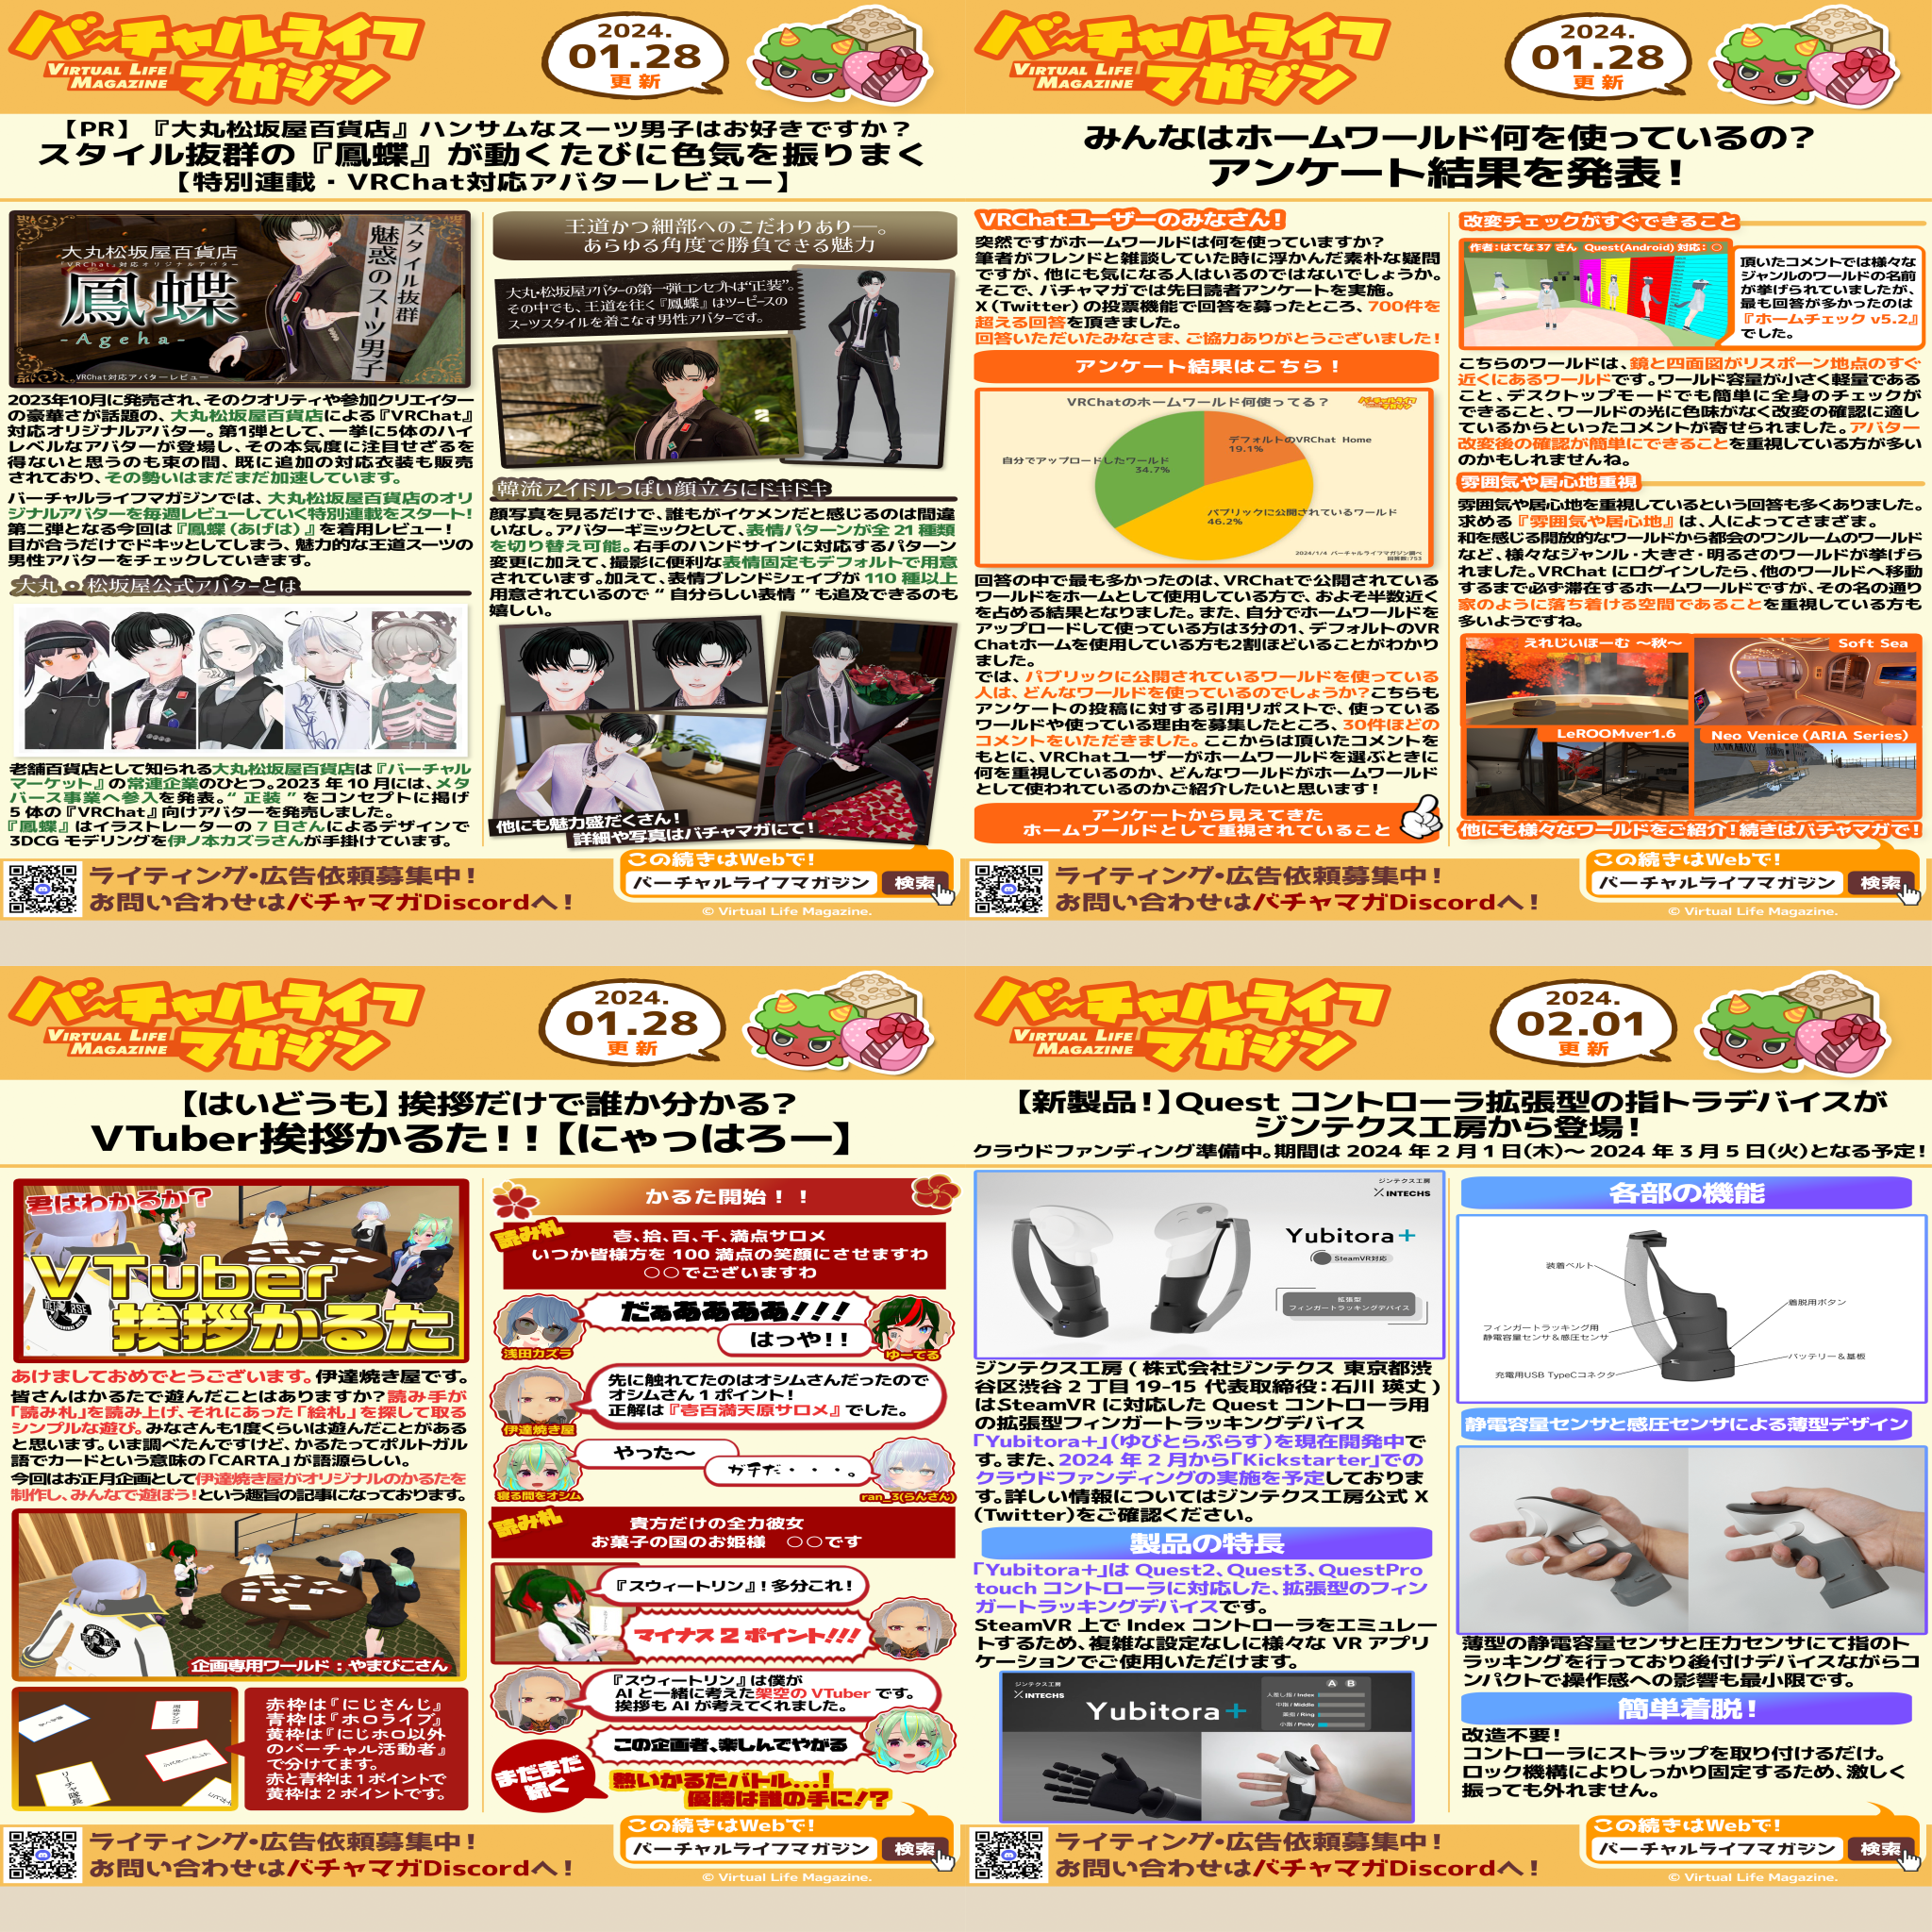 バーチャルライフマガジン
VIRTUAL LIFE MAGAZINE
2024.
01.28
更新
【PR】『大丸松坂屋百貨店』ハンサムなスーツ男子はお好きですか？
スタイル抜群の『鳳蝶』が動くたびに色気を振りまく
【特別連載・VRChat対応アバターレビュー】
大丸松坂屋百貨店
「VRChat」対応オリジナルアバター
鳳蝶
-Ageha-
スタイル抜群
魅惑のスーツ男子
VRChat対応アバターレビュー
2023年10月に発売され、そのクオリティや参加クリエイター
の豪華さが話題の、大丸松坂屋百貨店による『VRChat』
対応オリジナルアバター。第1弾として、一挙に5体のハイ
レベルなアバターが登場し、その本気度に注目せざるを
得ないと思うのも束の間、既に追加の対応衣装も販売
されており、その勢いはまだまだ加速しています。
バーチャルライフマガジンでは、大丸松坂屋百貨店のオリ
ジナルアバターを毎週レビューしていく特別連載をスタート！
第二弾となる今回は『鳳蝶（あげは）』を着用レビュー！
目が合うだけでドキッとしてしまう、魅力的な王道スーツの
男性アバターをチェックしていきます。
大丸・松坂屋公式アバターとは
老舗百貨店として知られる大丸松坂屋百貨店は『バーチャル
マーケット』の常連企業のひとつ。2023 年 10 月には、メタ
バース事業へ参入を発表。“ 正装 ” をコンセプトに掲げ
5 体の『VRChat』向けアバターを発売しました。
『鳳蝶』はイラストレーターの 7 日さんによるデザインで
3DCG モデリングを伊ノ本カズラさんが手掛けています。
王道かつ細部へのこだわりあり―。
あらゆる角度で勝負できる魅力
大丸・松坂屋アバターの第一弾コンセプトは“正装”。
その中でも、王道を往く『鳳蝶』はツーピースの
スーツスタイルを着こなす男性アバターです。
韓流アイドルっぽい顔立ちにドキドキ
顔写真を見るだけで、誰もがイケメンだと感じるのは間違
いなし。アバターギミックとして、表情パターンが全 21 種類
を切り替え可能。右手のハンドサインに対応するパターン
変更に加えて、撮影に便利な表情固定もデフォルトで用意
されています。加えて、表情ブレンドシェイプが 110 種以上
用意されているので “ 自分らしい表情 ” も追及できるのも
嬉しい。
他にも魅力盛だくさん！
詳細や写真はバチャマガにて！
ライティング・広告依頼募集中！
お問い合わせはバチャマガDiscordへ！
この続きはWebで！
バーチャルライフマガジン
検索
© Virtual Life Magazine.
バーチャルライフマガジン
VIRTUAL LIFE MAGAZINE
2024.
01.28
更新
みんなはホームワールド何を使っているの？
アンケート結果を発表！
VRChatユーザーのみなさん！
突然ですがホームワールドは何を使っていますか？
筆者がフレンドと雑談していた時に浮かんだ素朴な疑問
ですが、他にも気になる人はいるのではないでしょうか。
そこで、バチャマガでは先日読者アンケートを実施。
X（Twitter）の投票機能で回答を募ったところ、700件を
超える回答を頂きました。
回答いただいたみなさま、ご協力ありがとうございました！
アンケート結果はこちら！
VRChatのホームワールド何使ってる？
バーチャルライフマガジン
デフォルトのVRChat Home
19.1%
自分でアップロードしたワールド
34.7%
パブリックに公開されているワールド
46.2%
2024/1/4 バーチャルライフマガジン調べ
回答数:753
回答の中で最も多かったのは、VRChatで公開されている
ワールドをホームとして使用している方で、およそ半数近く
を占める結果となりました。また、自分でホームワールドを
アップロードして使っている方は3分の1、デフォルトのVR
Chatホームを使用している方も2割ほどいることがわかり
ました。
では、パブリックに公開されているワールドを使っている
人は、どんなワールドを使っているのでしょうか？こちらも
アンケートの投稿に対する引用リポストで、使っている
ワールドや使っている理由を募集したところ、30件ほどの
コメントをいただきました。ここからは頂いたコメントを
もとに、VRChatユーザーがホームワールドを選ぶときに
何を重視しているのか、どんなワールドがホームワールド
として使われているのかご紹介したいと思います！
アンケートから見えてきた
ホームワールドとして重視されていること
改変チェックがすぐできること
作者：はてな 37 さん Quest(Android) 対応：○
頂いたコメントでは様々な
ジャンルのワールドの名前
が挙げられていましたが、
最も回答が多かったのは
『ホームチェック v5.2』
でした。
こちらのワールドは、鏡と四面図がリスポーン地点のすぐ
近くにあるワールドです。ワールド容量が小さく軽量である
こと、デスクトップモードでも簡単に全身のチェックが
できること、ワールドの光に色味がなく改変の確認に適し
ているからといったコメントが寄せられました。アバター
改変後の確認が簡単にできることを重視している方が多い
のかもしれませんね。
雰囲気や居心地重視
雰囲気や居心地を重視しているという回答も多くありました。
求める『雰囲気や居心地』は、人によってさまざま。
和を感じる開放的なワールドから都会のワンルームのワールド
など、様々なジャンル・大きさ・明るさのワールドが挙げら
れました。VRChat にログインしたら、他のワールドへ移動
するまで必ず滞在するホームワールドですが、その名の通り
家のように落ち着ける空間であることを重視している方も
多いようですね。
えれじいほーむ ～秋～
Soft Sea
LeROOMver1.6
Neo Venice (ARIA Series)
他にも様々なワールドをご紹介！続きはバチャマガで！
ライティング・広告依頼募集中！
お問い合わせはバチャマガDiscordへ！
この続きはWebで！
バーチャルライフマガジン
検索
© Virtual Life Magazine.
バーチャルライフマガジン
VIRTUAL LIFE MAGAZINE
2024.
01.28
更新
【はいどうも】挨拶だけで誰か分かる？
VTuber挨拶かるた！！【にゃっはろー】
君はわかるか？
VTuber
挨拶かるた
あけましておめでとうございます。伊達焼き屋です。
皆さんはかるたで遊んだことはありますか？読み手が
「読み札」を読み上げ、それにあった「絵札」を探して取る
シンプルな遊び。みなさんも1度くらいは遊んだことがある
と思います。いま調べたんですけど、かるたってポルトガル
語でカードという意味の「CARTA」が語源らしい。
今回はお正月企画として伊達焼き屋がオリジナルのかるたを
制作し、みんなで遊ぼう！という趣旨の記事になっております。
企画専用ワールド：やまびこさん
赤枠は『にじさんじ』
青枠は『ホロライブ』
黄枠は『にじホロ以外
のバーチャル活動者』
で分けてます。
赤と青枠は 1 ポイントで
黄枠は 2 ポイントです。
かるた開始！！
読み札
壱、拾、百、千、満点サロメ
いつか皆様方を 100 満点の笑顔にさせますわ
○○でございますわ
だぁああああ！！！
はっや！！
浅田カズラ
ゆーてる
先に触れてたのはオシムさんだったので
オシムさん 1 ポイント！
正解は『壱百満天原サロメ』でした。
伊達焼き屋
やった～
ガチだ・・・。
寝る間をオシム
ran_3(らんさん)
読み札
貴方だけの全力彼女
お菓子の国のお姫様 ○○です
『スウィートリン』！多分これ！
マイナス 2 ポイント！！！
『スウィートリン』は僕が
AI と一緒に考えた架空の VTuber です。
挨拶も AI が考えてくれました。
この企画者、楽しんでやがる
まだまだ続く
熱いかるたバトル...！
優勝は誰の手に！？
ライティング・広告依頼募集中！
お問い合わせはバチャマガDiscordへ！
この続きはWebで！
バーチャルライフマガジン
検索
© Virtual Life Magazine.
バーチャルライフマガジン
VIRTUAL LIFE MAGAZINE
2024.
02.01
更新
【新製品！】Quest コントローラ拡張型の指トラデバイスが
ジンテクス工房から登場！
クラウドファンディング準備中。期間は 2024 年 2 月 1 日(木)～ 2024 年 3 月 5 日(火)となる予定！
ジンテクス工房
XINTECHS
Yubitora+
SteamVR対応
拡張型
フィンガートラッキングデバイス
ジンテクス工房 ( 株式会社ジンテクス 東京都渋
谷区渋谷 2 丁目 19-15 代表取締役：石川 瑛丈 )
はSteamVR に対応した Quest コントローラ用
の拡張型フィンガートラッキングデバイス
「Yubitora+」(ゆびとらぷらす)を現在開発中で
す。また、2024 年 2 月から「Kickstarter」での
クラウドファンディングの実施を予定しておりま
す。詳しい情報についてはジンテクス工房公式 X
(Twitter)をご確認ください。
製品の特長
「Yubitora+」は Quest2、Quest3、QuestPro
touch コントローラに対応した、拡張型のフィン
ガートラッキングデバイスです。
SteamVR 上で Index コントローラをエミュレー
トするため、複雑な設定なしに様々な VR アプリ
ケーションでご使用いただけます。
ジンテクス工房
XINTECHS
Yubitora+
A B
人差し指 / Index
中指 / Middle
薬指 / Ring
小指 / Pinky
各部の機能
装着ベルト
着脱用ボタン
フィンガートラッキング用
静電容量センサ＆感圧センサ
バッテリー＆基板
充電用USB TypeCコネクタ
静電容量センサと感圧センサによる薄型デザイン
薄型の静電容量センサと圧力センサにて指のト
ラッキングを行っており後付けデバイスながらコ
ンパクトで操作感への影響も最小限です。
簡単着脱！
改造不要！
コントローラにストラップを取り付けるだけ。
ロック機構によりしっかり固定するため、激しく
振っても外れません。
ライティング・広告依頼募集中！
お問い合わせはバチャマガDiscordへ！
この続きはWebで！
バーチャルライフマガジン
検索
© Virtual Life Magazine.